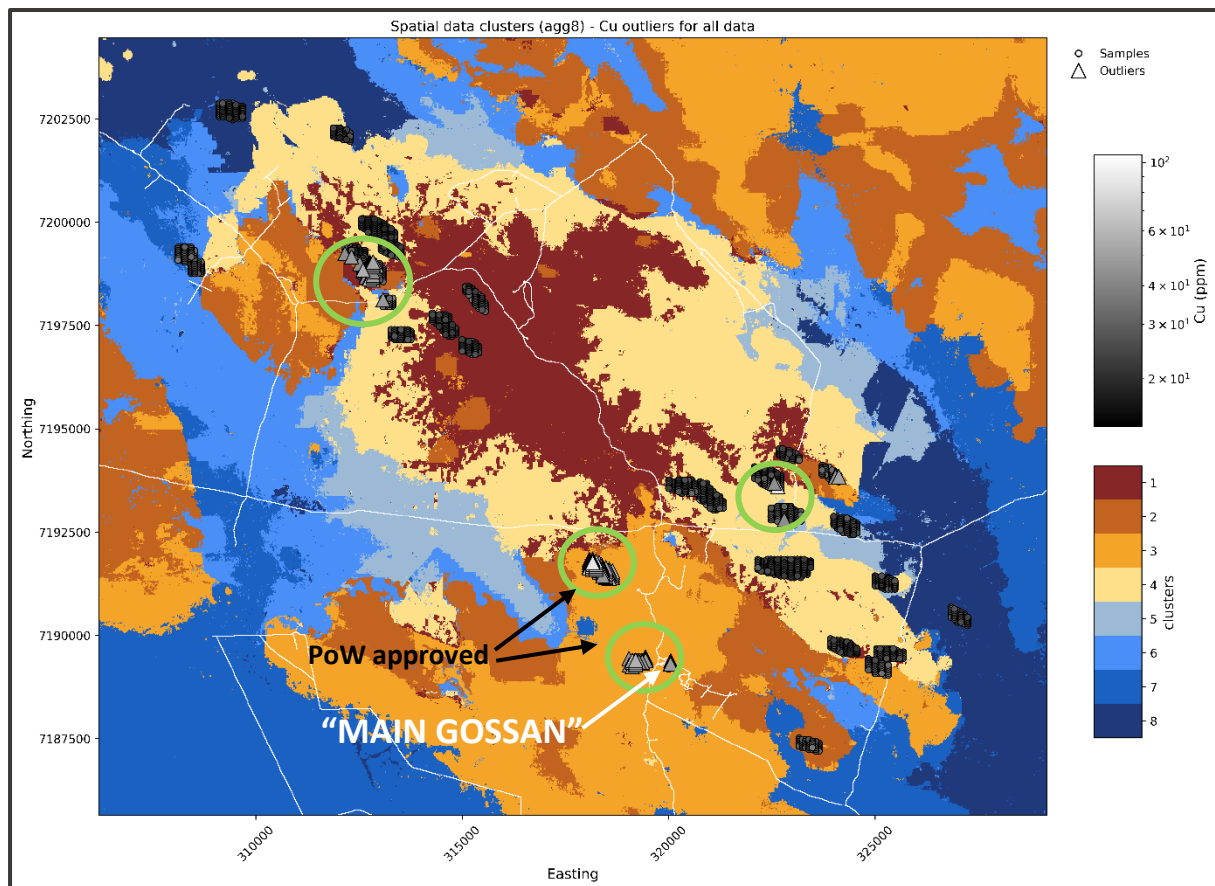 Spatial data clusters (agg8) - Cu outliers for all data
Samples
Outliers
7202500
7200000
7197500
7195000
7192500
7190000
7187500
Northing
310000
315000
320000
325000
Easting
PoW approved
“MAIN GOSSAN”
10²
6 × 10¹
4 × 10¹
3 × 10¹
2 × 10¹
Cu (ppm)
1
2
3
4
5
6
7
8
clusters